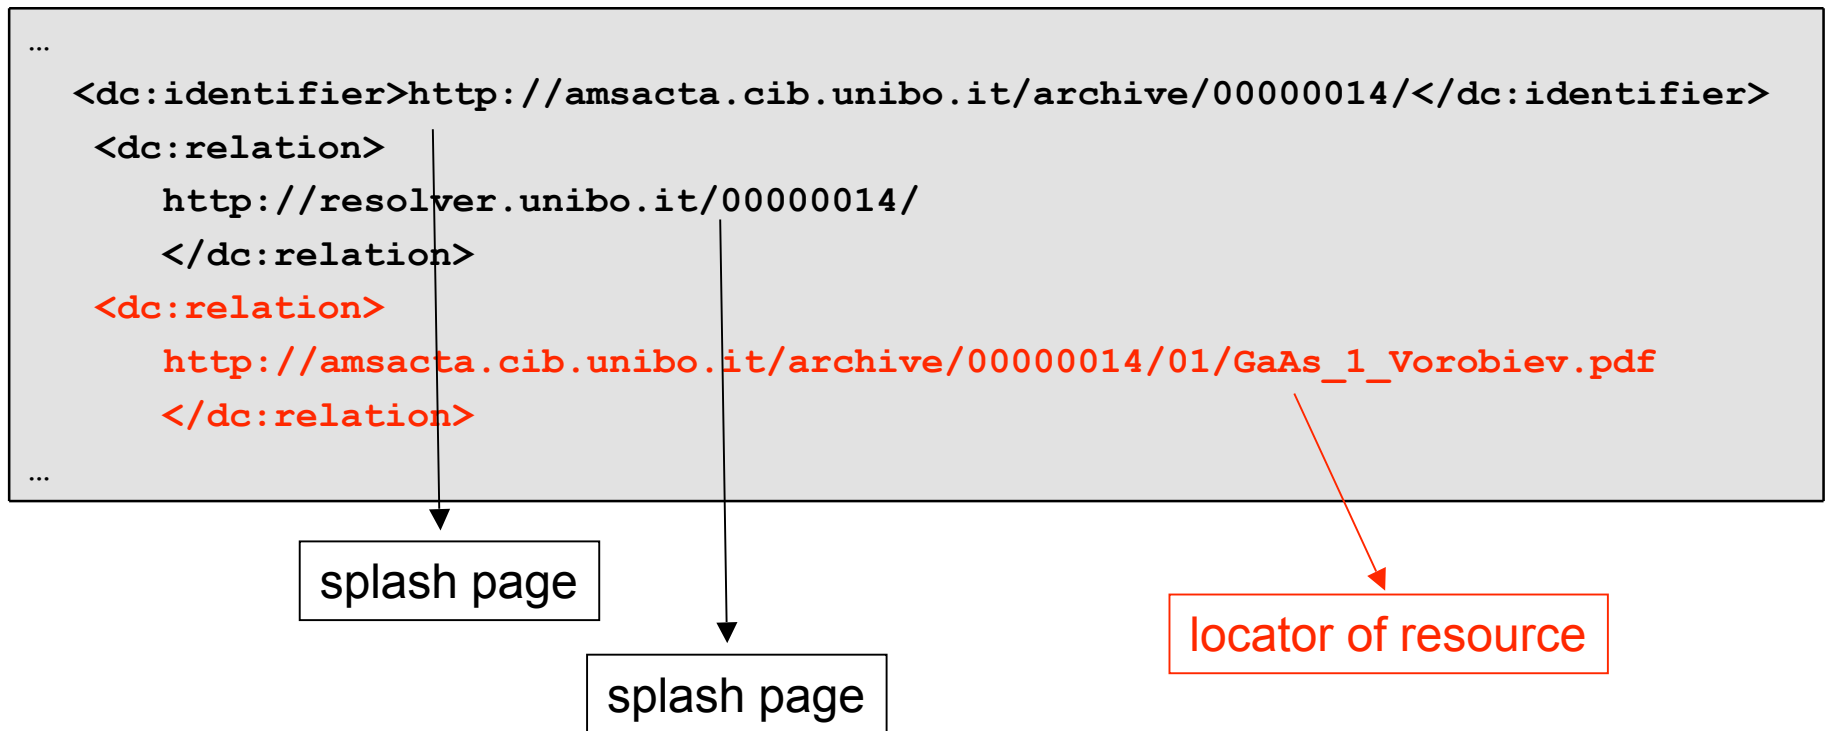 ...
<dc:identifier>http://amsacta.cib.unibo.it/archive/00000014/</dc:identifier>
<dc:relation>
http://resolver.unibo.it/00000014/
</dc:relation>
<dc:relation>
http://amsacta.cib.unibo.it/archive/00000014/01/GaAs_1_Vorobiev.pdf
</dc:relation>
...
splash page
locator of resource
splash page